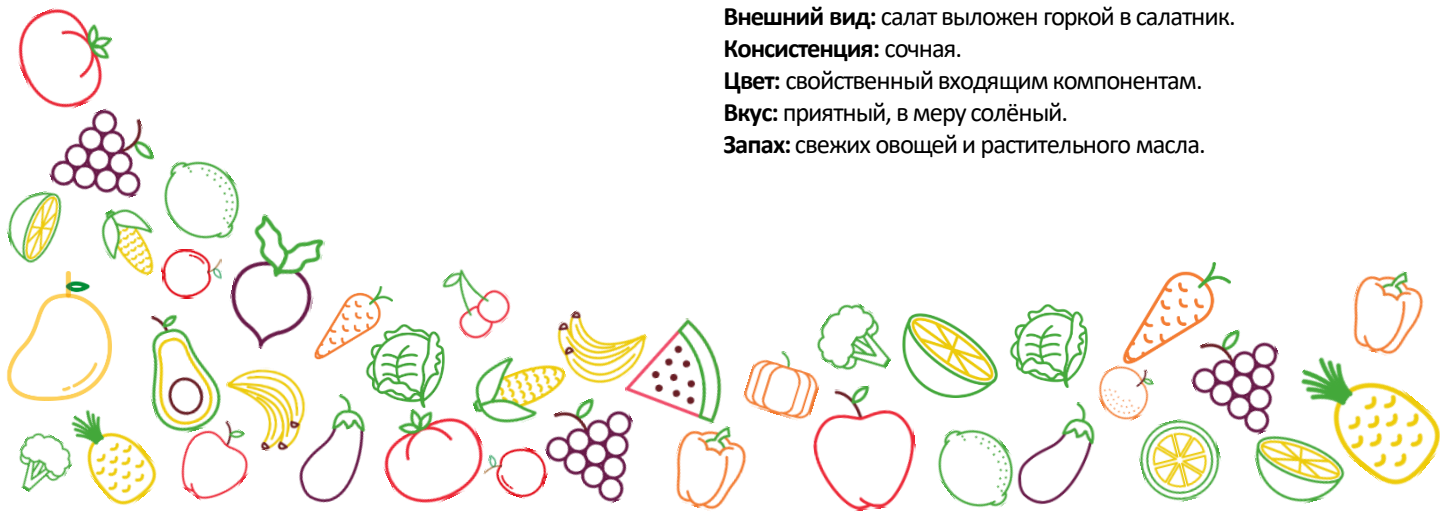 Внешний вид: салат выложен горкой в салатник.
Консистенция: сочная.
Цвет: свойственный входящим компонентам.
Вкус: приятный, в меру солёный.
Запах: свежих овощей и растительного масла.